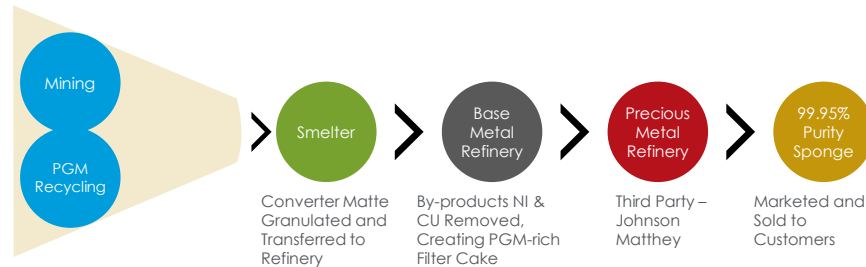 Mining
PGM
Recycling
Smelter
Converter Matte
Granulated and
Transferred to
Refinery
Base
Metal
Refinery
By-products NI &
CU Removed,
Creating PGM-rich
Filter Cake
Precious
Metal
Refinery
Third Party –
Johnson
Matthey
99.95%
Purity
Sponge
Marketed and
Sold to
Customers